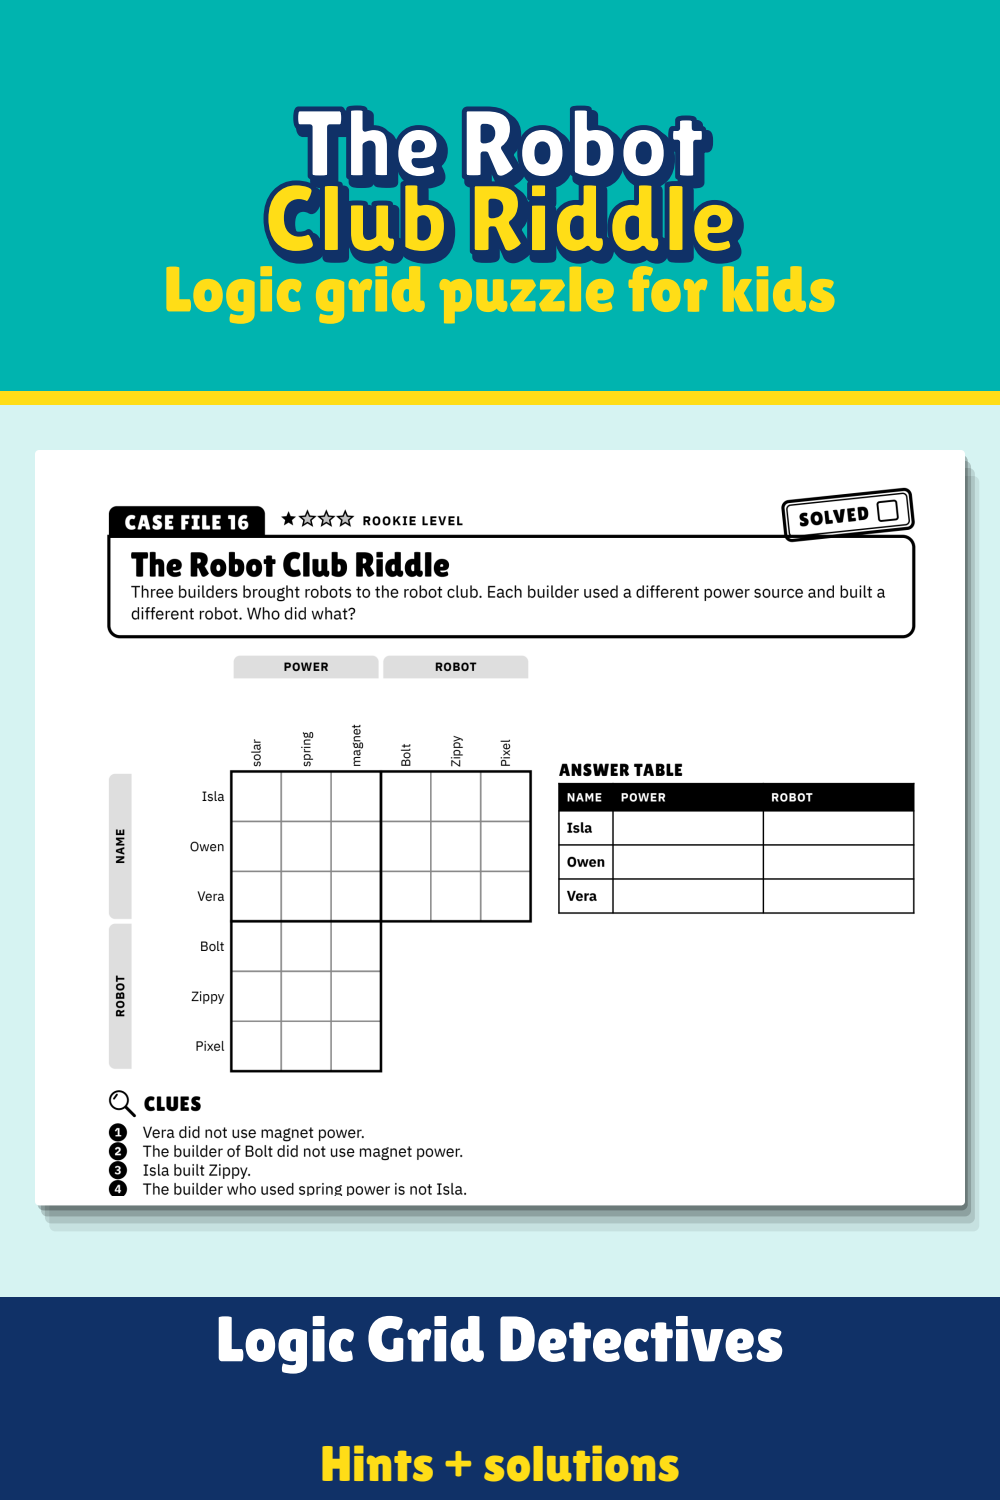 The Robot
Club Riddle
Logic grid puzzle for kids
CASE FILE 16
ROOKIE LEVEL
SOLVED
The Robot Club Riddle
Three builders brought robots to the robot club. Each builder used a different power source and built a
different robot. Who did what?
POWER ROBOT
solar spring magnet Bolt Zippy Pixel
NAME
Isla
Owen
Vera
ROBOT
Bolt
Zippy
Pixel
ANSWER TABLE
NAME POWER ROBOT
Isla
Owen
Vera
CLUES
1 Vera did not use magnet power.
2 The builder of Bolt did not use magnet power.
3 Isla built Zippy.
4 The builder who used spring power is not Isla.
Logic Grid Detectives
Hints + solutions